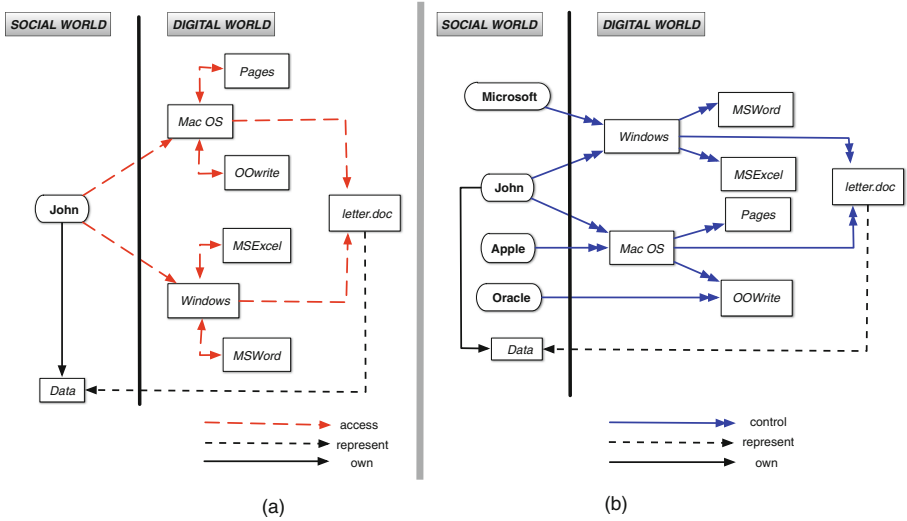 SOCIAL WORLD
DIGITAL WORLD
Pages
Mac OS
OOwrite
John
letter.doc
MSExcel
Windows
MSWord
Data
access
represent
own
(a)
SOCIAL WORLD
DIGITAL WORLD
Microsoft
MSWord
Windows
John
MSExcel
letter.doc
Pages
Apple
Mac OS
Oracle
OOWrite
Data
control
represent
own
(b)